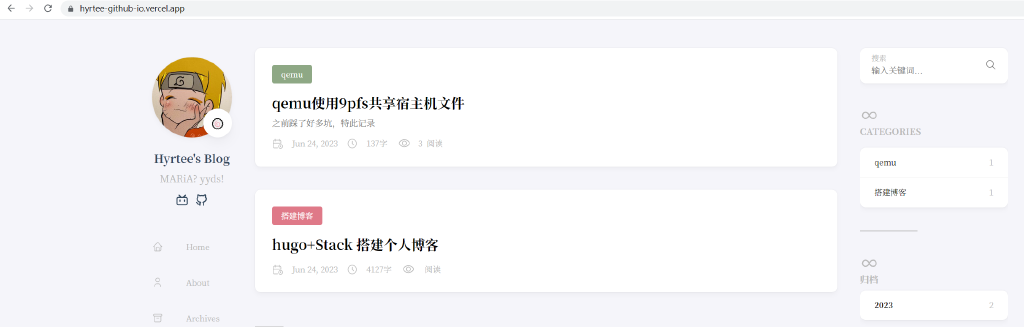 hyrtee-github-io.vercel.app
Hyrtee's Blog
MARiA? yyds!
Home
About
Archives
qemu
qemu使用9pfs共享宿主机文件
之前踩了好多坑，特此记录
Jun 24, 2023 137字 3 阅读
搭建博客
hugo+Stack 搭建个人博客
Jun 24, 2023 4127字 阅读
搜索
输入关键词...
CATEGORIES
qemu 1
搭建博客 1
归档
2023 2